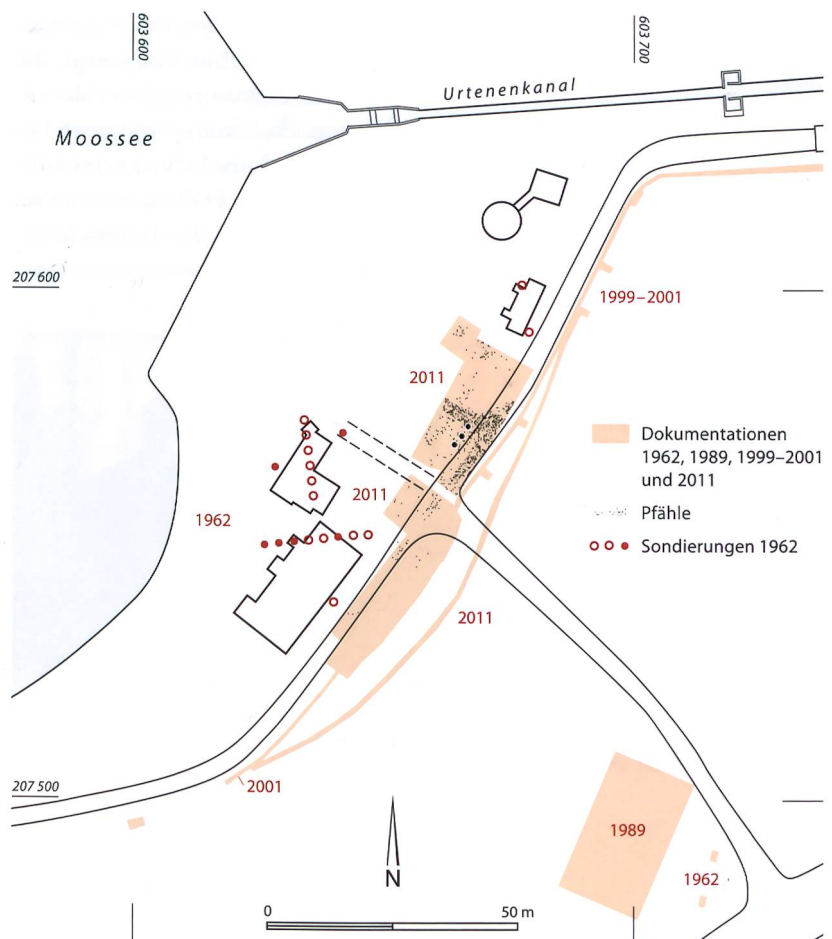 603 600
603 700
Urtenenkanal
Moossee
207 600
1999–2001
2011
Dokumentationen
1962, 1989, 1999–2001
und 2011
Pfähle
Sondierungen 1962
2011
1962
2011
207 500
2001
1989
1962
N
0
50 m